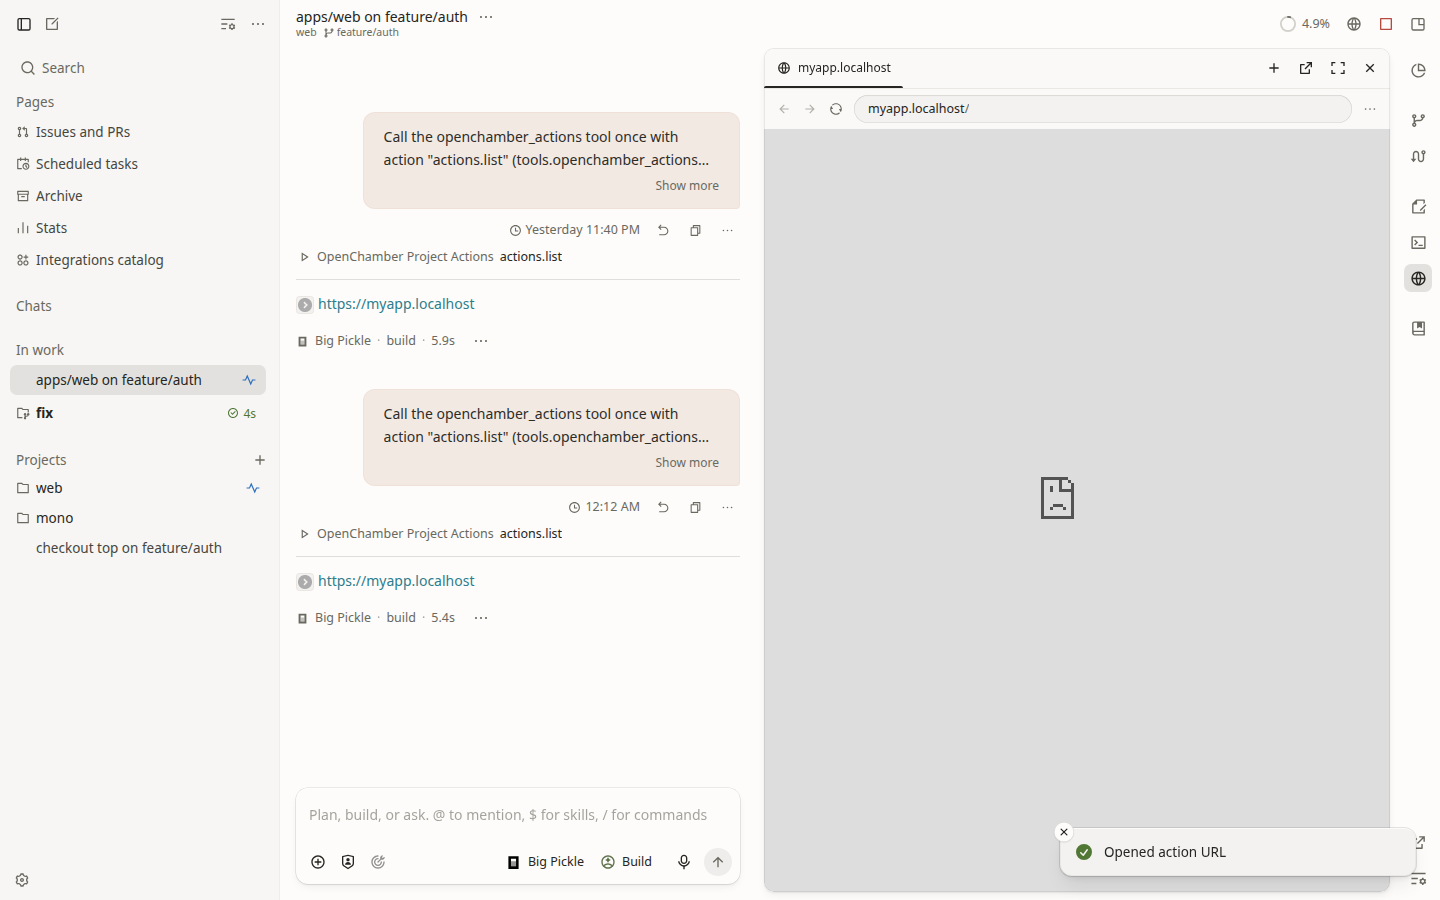 Search
Pages
Issues and PRs
Scheduled tasks
Archive
Stats
Integrations catalog
Chats
In work
apps/web on feature/auth
fix
4s
Projects
web
mono
checkout top on feature/auth
apps/web on feature/auth
web feature/auth
4.9%
Call the openchamber_actions tool once with
action "actions.list" (tools.openchamber_actions...
Show more
Yesterday 11:40 PM
OpenChamber Project Actions actions.list
https://myapp.localhost
Big Pickle · build · 5.9s
Call the openchamber_actions tool once with
action "actions.list" (tools.openchamber_actions...
Show more
12:12 AM
OpenChamber Project Actions actions.list
https://myapp.localhost
Big Pickle · build · 5.4s
Plan, build, or ask. @ to mention, $ for skills, / for commands
Big Pickle
Build
myapp.localhost
myapp.localhost/
Opened action URL